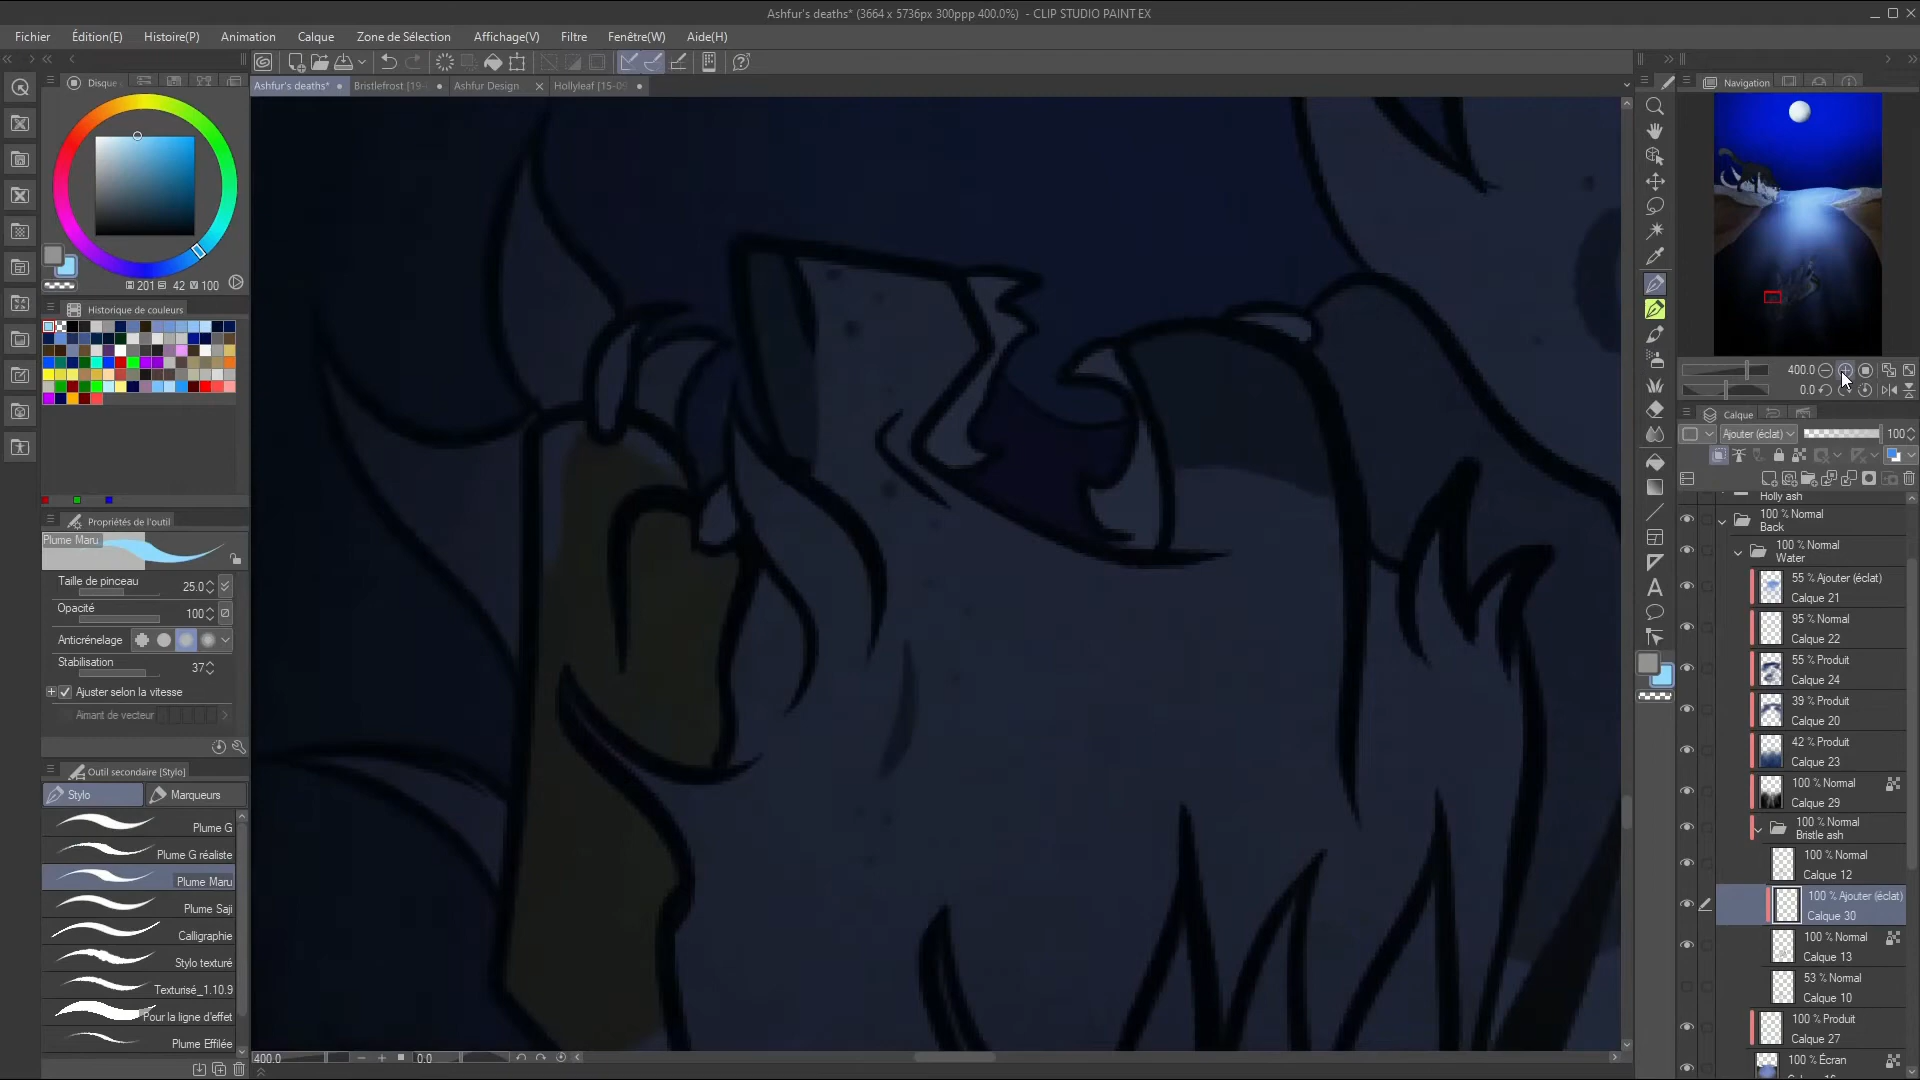 Ashfur's deaths* (3664 x 5736px 300ppp 400.0%) - CLIP STUDIO PAINT EX
Fichier Édition(E) Histoire(P) Animation Calque Zone de Sélection Affichage(V) Filtre Fenêtre(W) Aide(H)
Ashfur's deaths* Bristlefrost [19- Ashfur Design Hollyleaf [15-09
Disque
201 42 100
Historique de couleurs
Propriétés de l'outil
Plume Maru
Taille de pinceau 25.0
Opacité 100
Anticrénelage
Stabilisation 37
Ajuster selon la vitesse
Aimant de vecteur
Outil secondaire [Stylo]
Stylo Marqueurs
Plume G
Plume G réaliste
Plume Maru
Plume Saji
Calligraphie
Stylo texturé
Texturisé_1.10.9
Pour la ligne d'effet
Plume Effilée
400.0 0.0
Navigation
400.0
0.0
Calque
Ajouter (éclat) 100
Holly ash
100 % Normal
Back
100 % Normal
Water
55 % Ajouter (éclat)
Calque 21
95 % Normal
Calque 22
55 % Produit
Calque 24
39 % Produit
Calque 20
42 % Produit
Calque 23
100 % Normal
Calque 29
100 % Normal
Bristle ash
100 % Normal
Calque 12
100 % Ajouter (éclat)
Calque 30
100 % Normal
Calque 13
53 % Normal
Calque 10
100 % Produit
Calque 27
100 % Écran